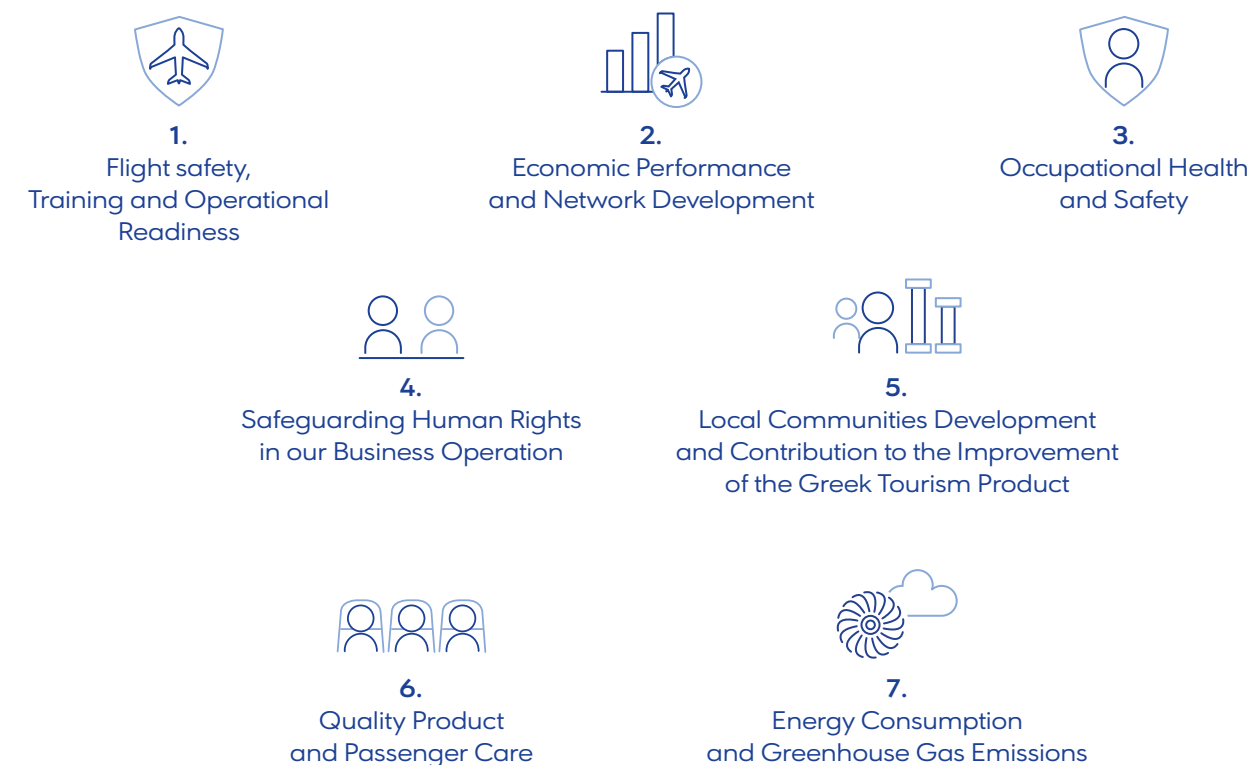 1.
Flight safety,
Training and Operational
Readiness
2.
Economic Performance
and Network Development
3.
Occupational Health
and Safety
4.
Safeguarding Human Rights
in our Business Operation
5.
Local Communities Development
and Contribution to the Improvement
of the Greek Tourism Product
6.
Quality Product
and Passenger Care
7.
Energy Consumption
and Greenhouse Gas Emissions